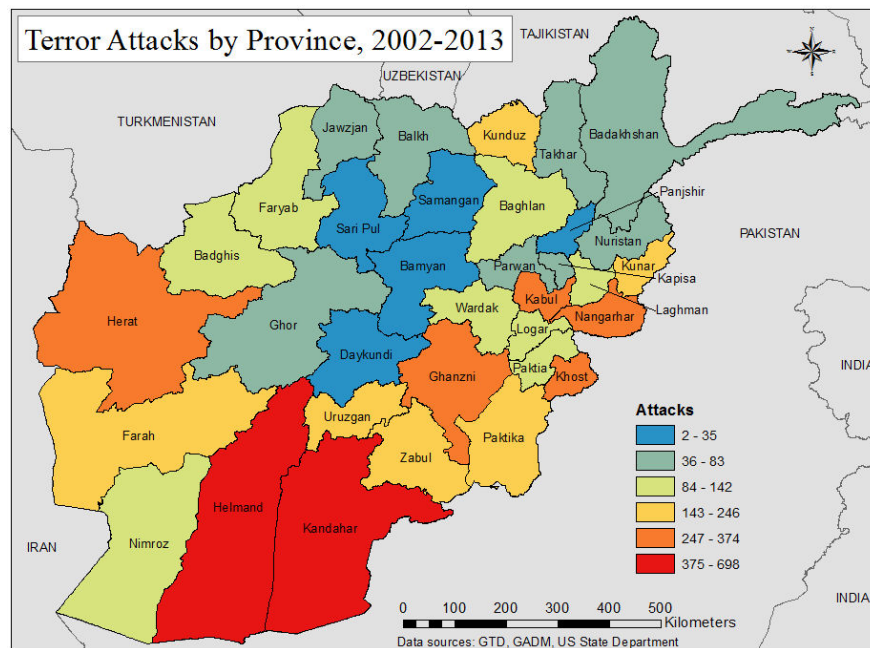 Terror Attacks by Province, 2002-2013
TAJIKISTAN
UZBEKISTAN
TURKMENISTAN
Jawzjan
Balkh
Kunduz
Takhar
Badakhshan
Panjshir
Faryab
Sari Pul
Samangan
Baghlan
Nuristan
PAKISTAN
Badghis
Bamyan
Parwan
Kunar
Kapisa
Herat
Ghor
Wardak
Kabul
Laghman
Nangarhar
Logar
Daykundi
Paktia
Khost
Ghanzni
INDIA
Farah
Uruzgan
Zabul
Paktika
Attacks
2 - 35
36 - 83
84 - 142
143 - 246
247 - 374
375 - 698
Helmand
Kandahar
Nimroz
IRAN
INDIA
0 100 200 300 400 500
Kilometers
Data sources: GTD, GADM, US State Department